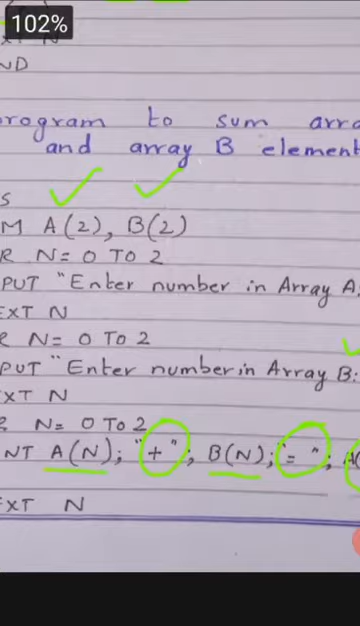 102%
XT N
ND
rogram to sum arra
and array B element
S
M A(2), B(2)
R N= 0 TO 2
PUT "Enter number in Array A:
EXT N
R N= 0 TO 2
PUT "Enter number in Array B:
EXT N
R N= 0 TO 2
NT A(N); "+"; B(N); "="; A(
EXT N